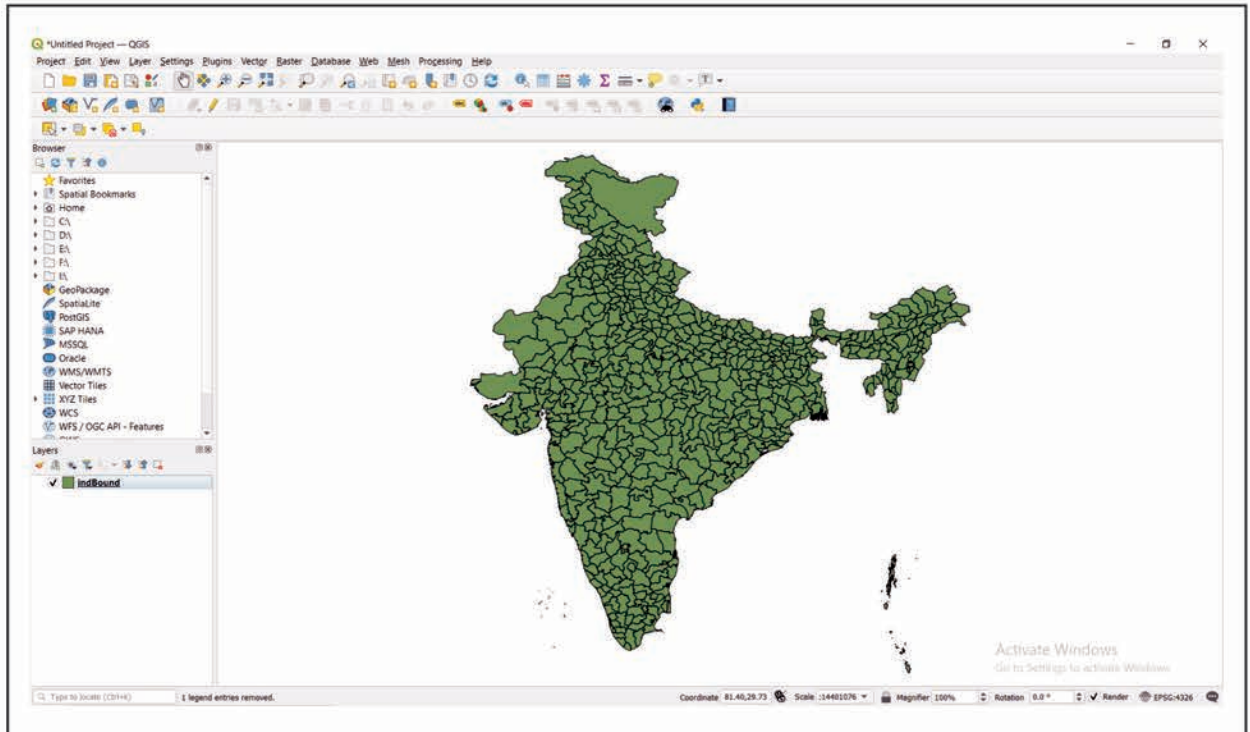 *Untitled Project — QGIS
Project Edit View Layer Settings Plugins Vector Raster Database Web Mesh Processing Help
Browser
Favorites
Spatial Bookmarks
Home
C:\
D:\
E:\
F:\
I:\
GeoPackage
SpatiaLite
PostGIS
SAP HANA
MSSQL
Oracle
WMS/WMTS
Vector Tiles
XYZ Tiles
WCS
WFS / OGC API - Features
Layers
indBound
Activate Windows
Go to Settings to activate Windows.
Type to locate (Ctrl+K) 1 legend entries removed. Coordinate 81.40,29.73 Scale :14401076 Magnifier 100% Rotation 0.0 ° Render EPSG:4326